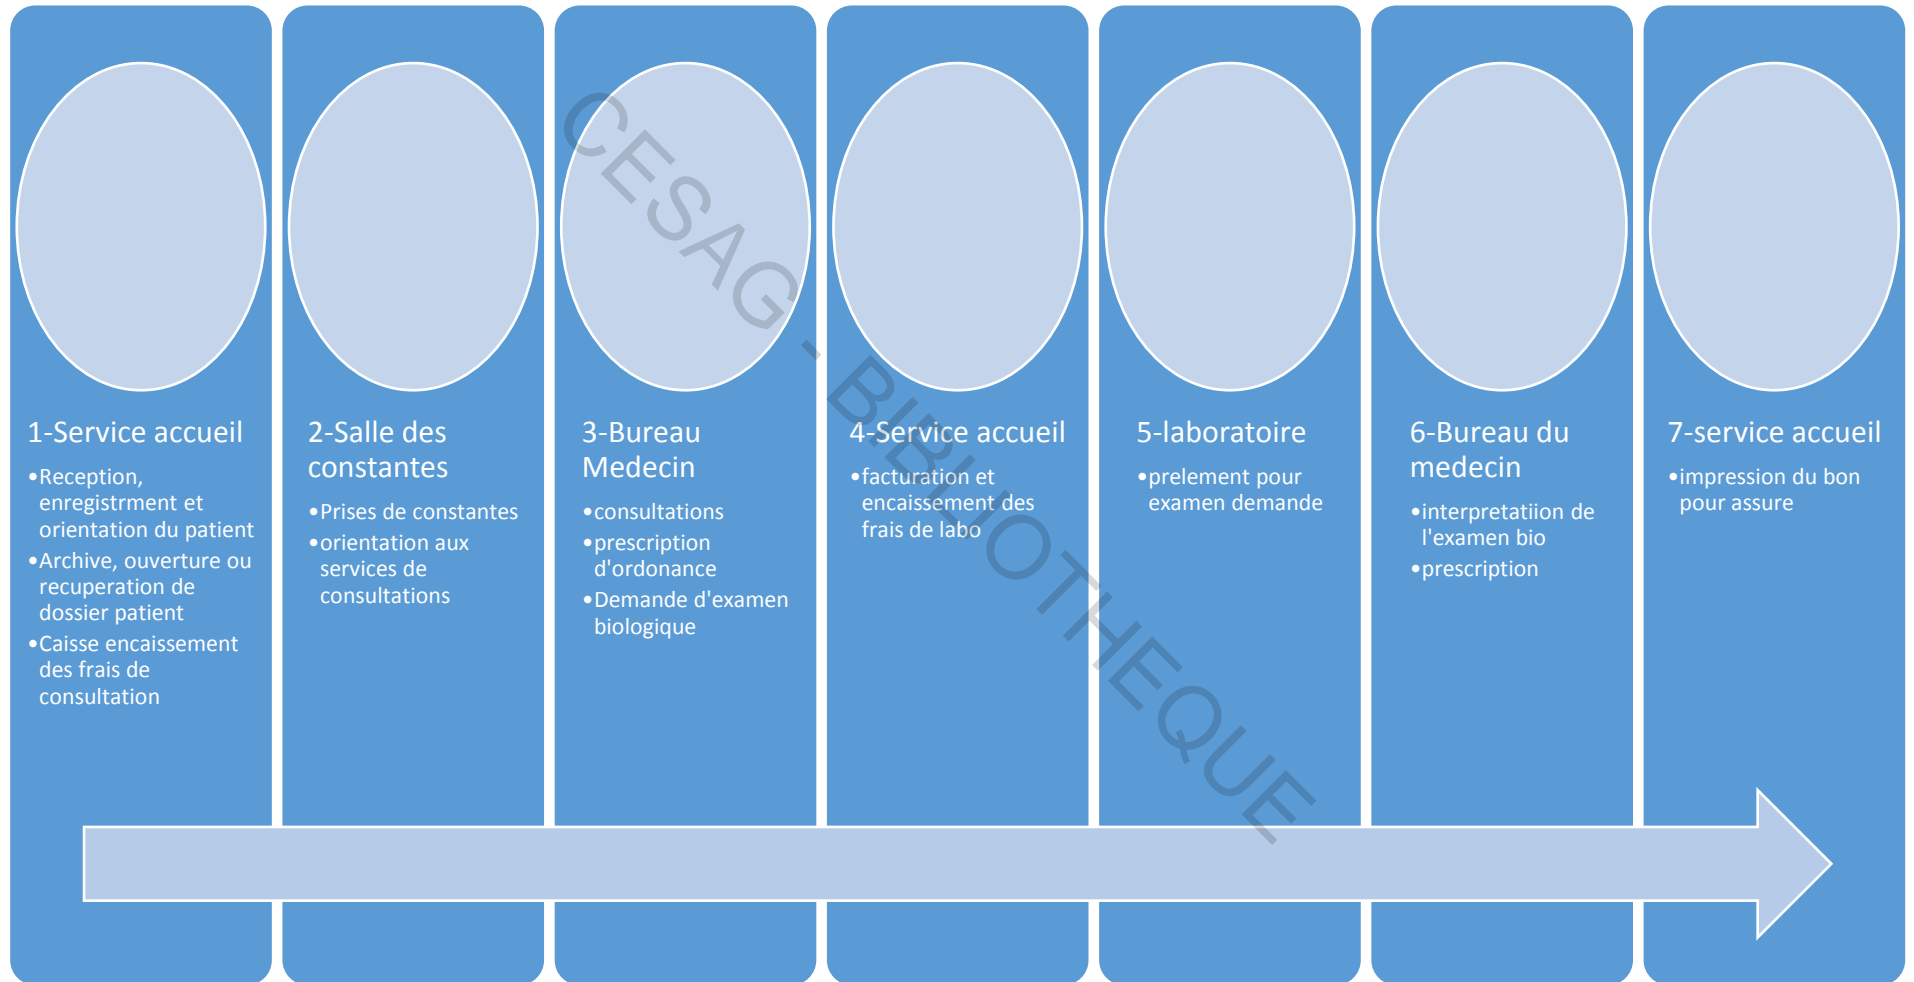 1-Service accueil
•Reception,
enregistrment et
orientation du patient
•Archive, ouverture ou
recuperation de
dossier patient
•Caisse encaissement
des frais de
consultation
2-Salle des
constantes
•Prises de constantes
•orientation aux
services de
consultations
3-Bureau
Medecin
•consultations
•prescription
d'ordonance
•Demande d'examen
biologique
4-Service accueil
•facturation et
encaissement des
frais de labo
5-laboratoire
•prelement pour
examen demande
6-Bureau du
medecin
•interpretatiion de
l'examen bio
•prescription
7-service accueil
•impression du bon
pour assure
CESAG - BIBLIOTHEQUE